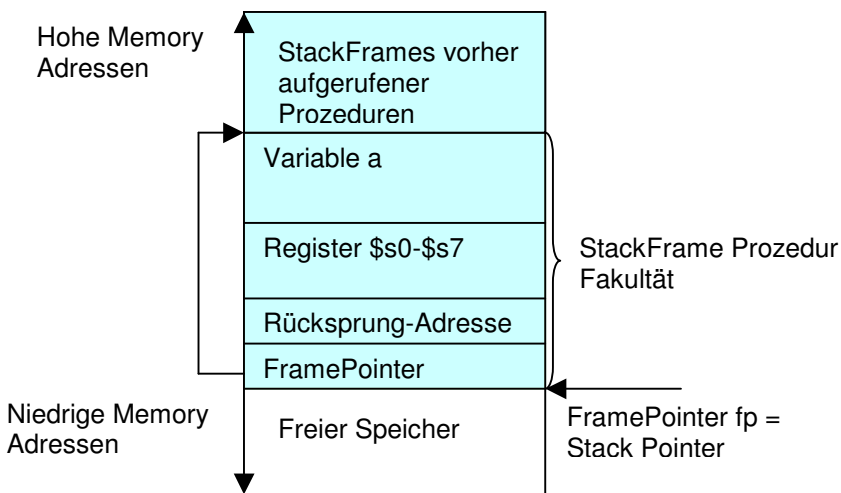 Hohe Memory
Adressen
StackFrames vorher
aufgerufener
Prozeduren
Variable a
Register $s0-$s7
StackFrame Prozedur
Fakultät
Rücksprung-Adresse
FramePointer
Niedrige Memory
Adressen
Freier Speicher
FramePointer fp =
Stack Pointer